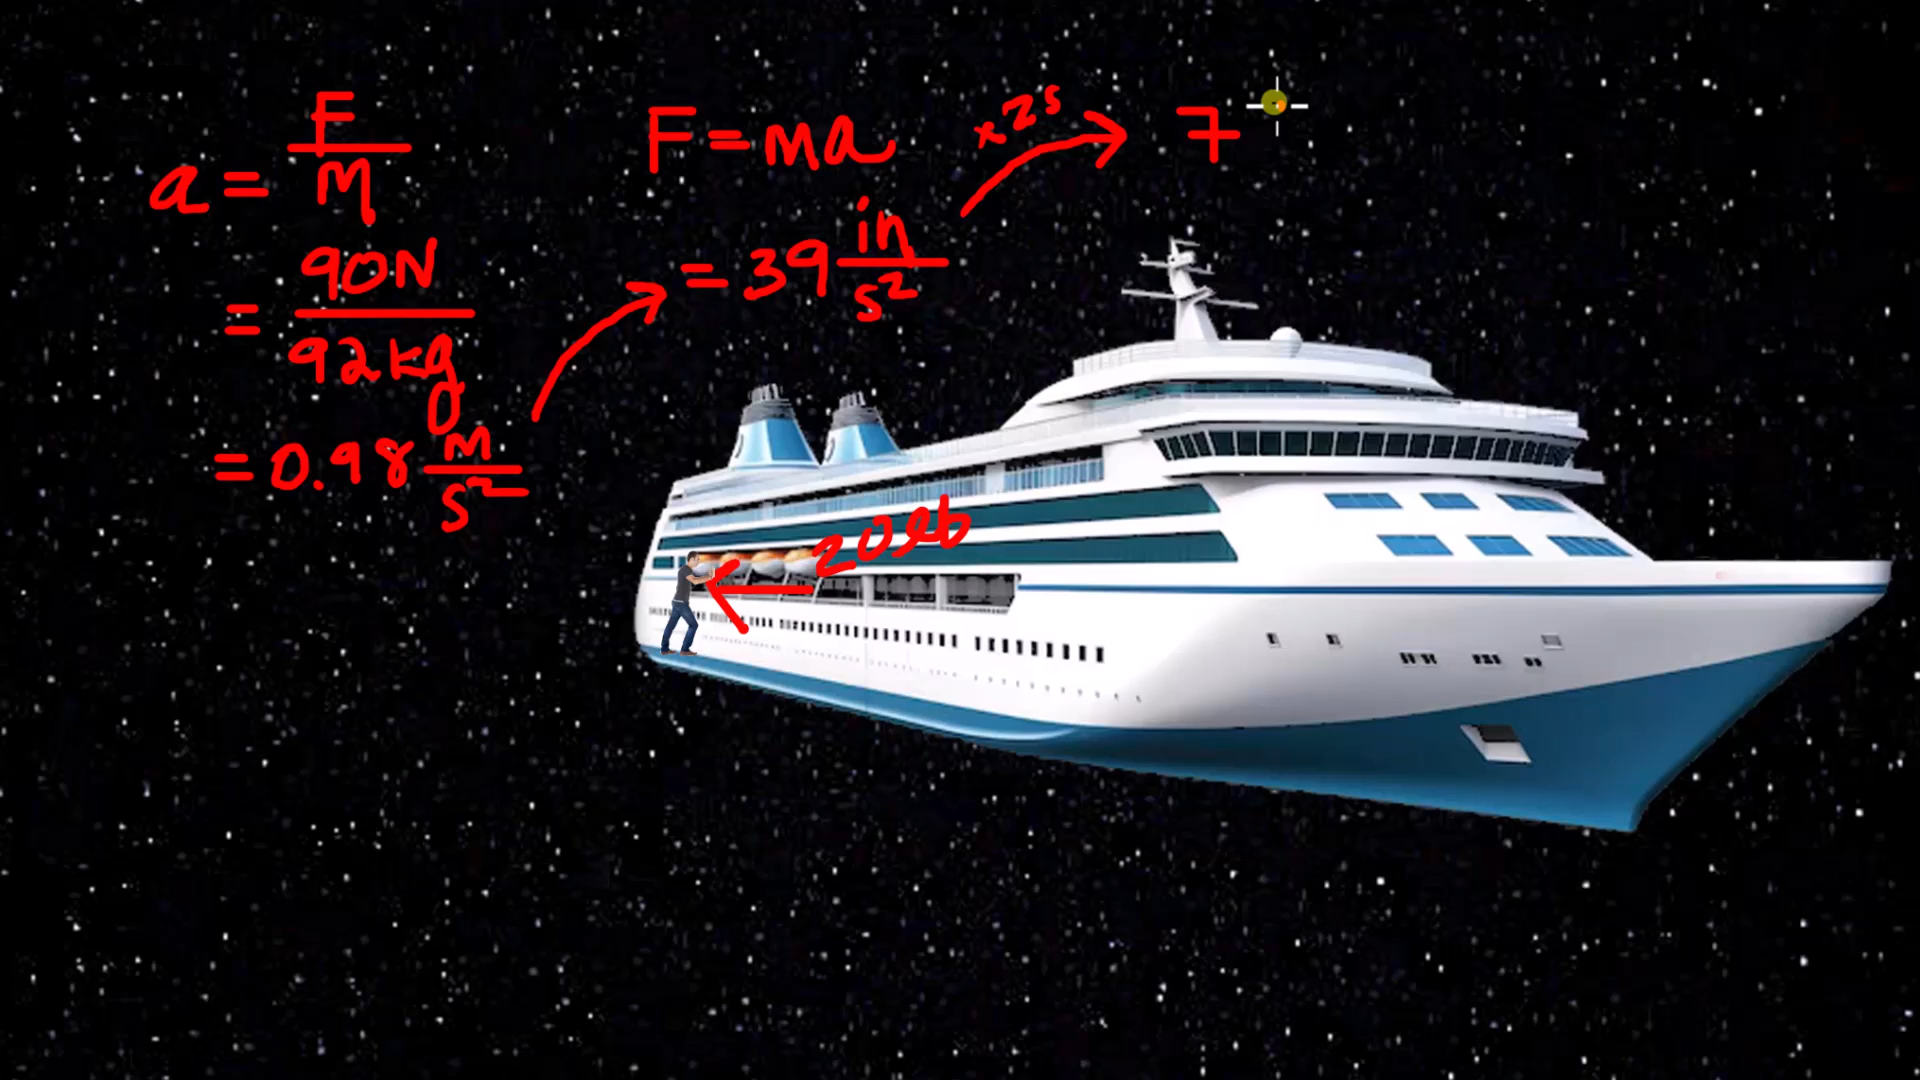 a = F/M
= 90N/92kg
= 0.98 M/s²
F = ma
= 39 in/s²
x2s
7
20lb